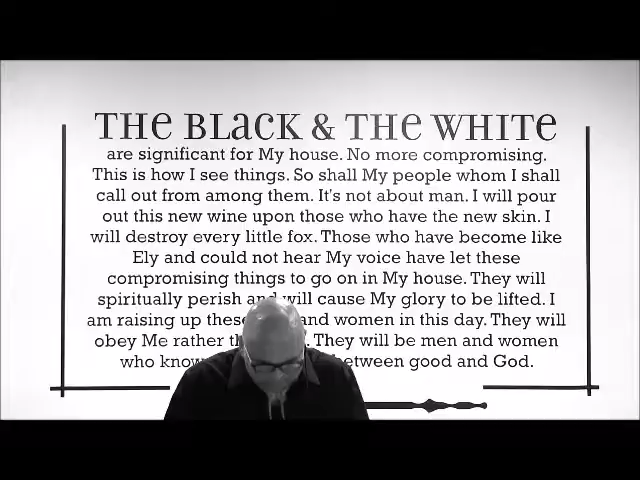 THE BLACK & THE WHITE
are significant for My house. No more compromising.
This is how I see things. So shall My people whom I shall
call out from among them. It's not about man. I will pour
out this new wine upon those who have the new skin. I
will destroy every little fox. Those who have become like
Ely and could not hear My voice have let these
compromising things to go on in My house. They will
spiritually perish and will cause My glory to be lifted. I
am raising up these and women in this day. They will
obey Me rather They will be men and women
who know between good and God.